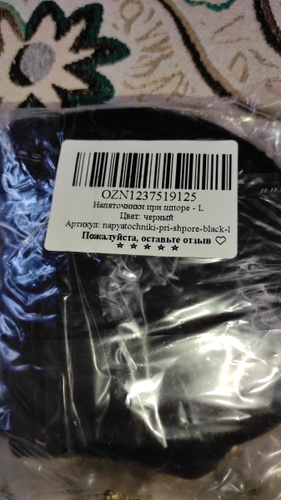 OZN1237519125
Напяточники при шпоре - L
Цвет: черный
Артикул: napyatochniki-pri-shpore-black-l
Пожалуйста, оставьте отзыв ♡
★ ★ ★ ★ ★